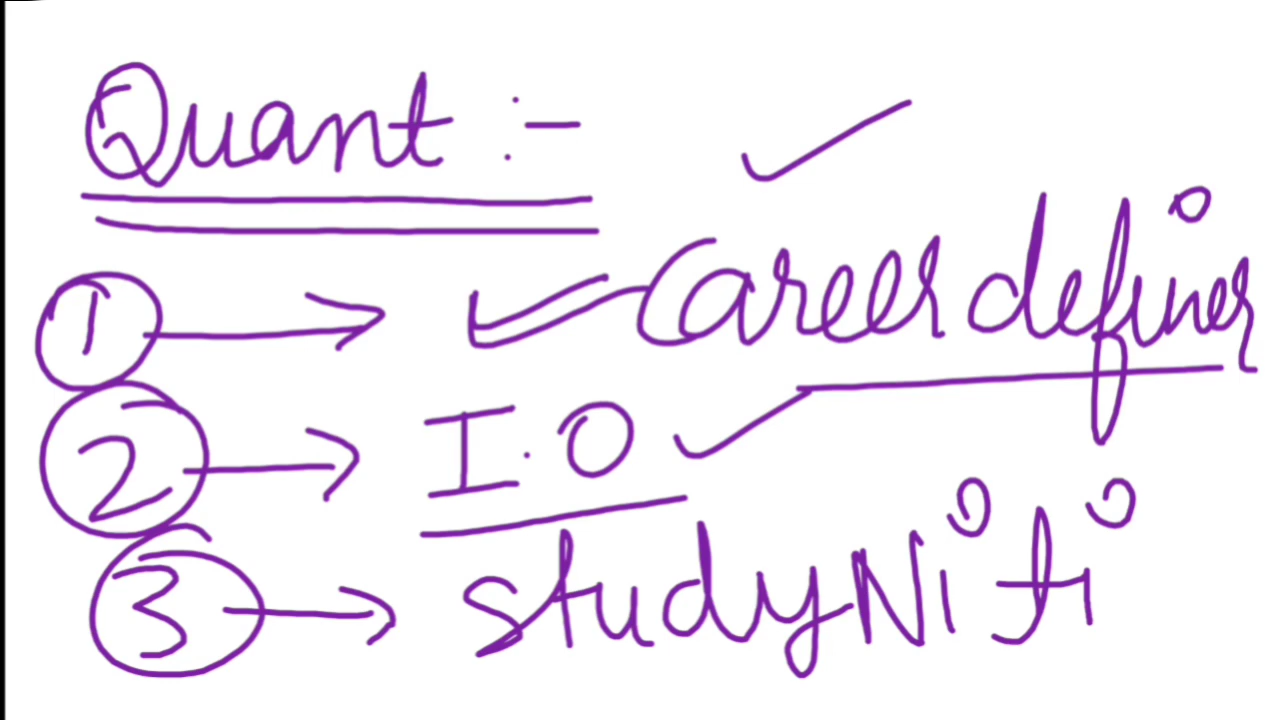 Quant :-
1 → Career definer
2 → I.O
3 → studyNiti